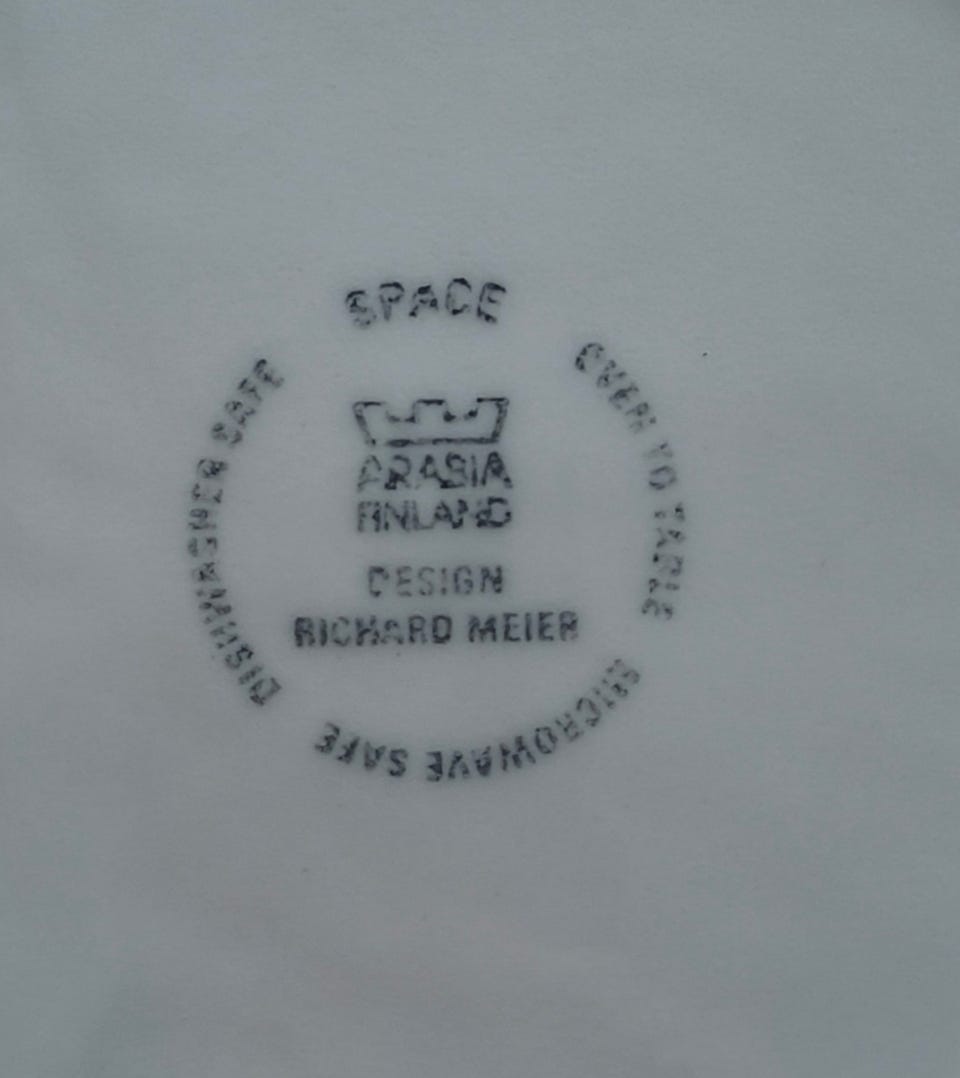 SPACE
OVEN TO TABLE
MICROWAVE SAFE
DISHWASHER SAFE
ARABIA
FINLAND
DESIGN
RICHARD MEIER